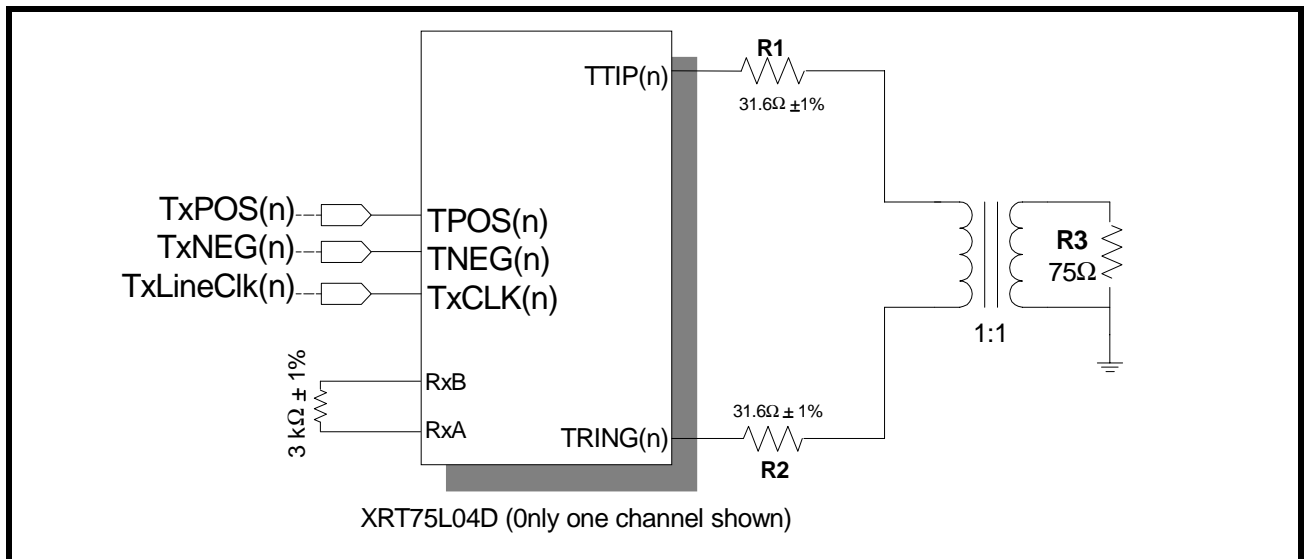 R1
TTIP(n)
31.6Ω ±1%
TxPOS(n)
TPOS(n)
TxNEG(n)
TNEG(n)
TxLineClk(n)
TxCLK(n)
R3
75Ω
1:1
3 kΩ ± 1%
RxB
RxA
31.6Ω ± 1%
TRING(n)
R2
XRT75L04D (0nly one channel shown)